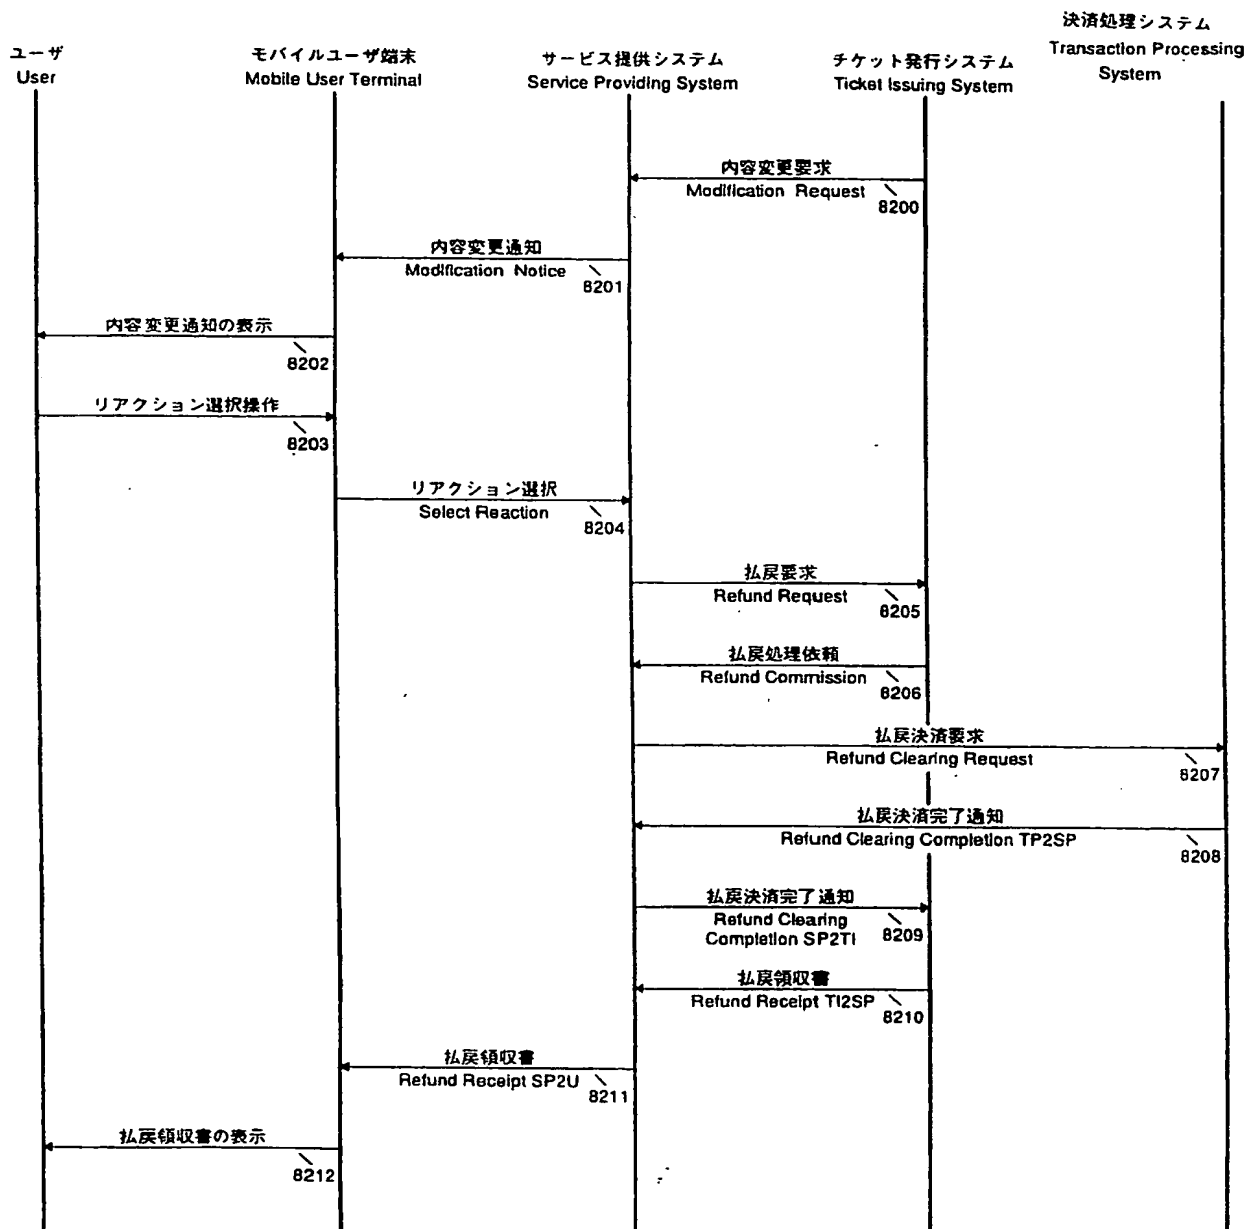 ユーザ
User
モバイルユーザ端末
Mobile User Terminal
サービス提供システム
Service Providing System
チケット発行システム
Ticket Issuing System
決済処理システム
Transaction Processing
System
内容変更要求
Modification Request
8200
内容変更通知
Modification Notice
8201
内容変更通知の表示
8202
リアクション選択操作
8203
リアクション選択
Select Reaction
8204
払戻要求
Refund Request
8205
払戻処理依頼
Refund Commission
8206
払戻決済要求
Refund Clearing Request
8207
払戻決済完了通知
Refund Clearing Completion TP2SP
8208
払戻決済完了通知
Refund Clearing
Completion SP2TI
8209
払戻領収書
Refund Receipt TI2SP
8210
払戻領収書
Refund Receipt SP2U
8211
払戻領収書の表示
8212